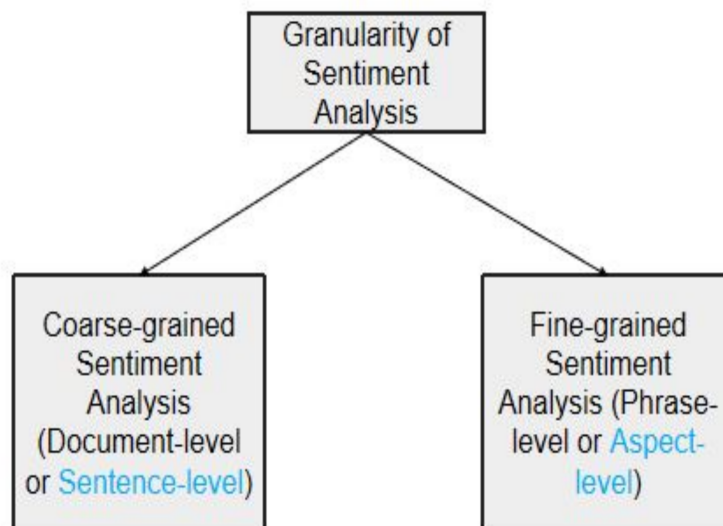 Granularity of
Sentiment
Analysis
Coarse-grained
Sentiment
Analysis
(Document-level
or Sentence-level)
Fine-grained
Sentiment
Analysis (Phrase-
level or Aspect-
level)